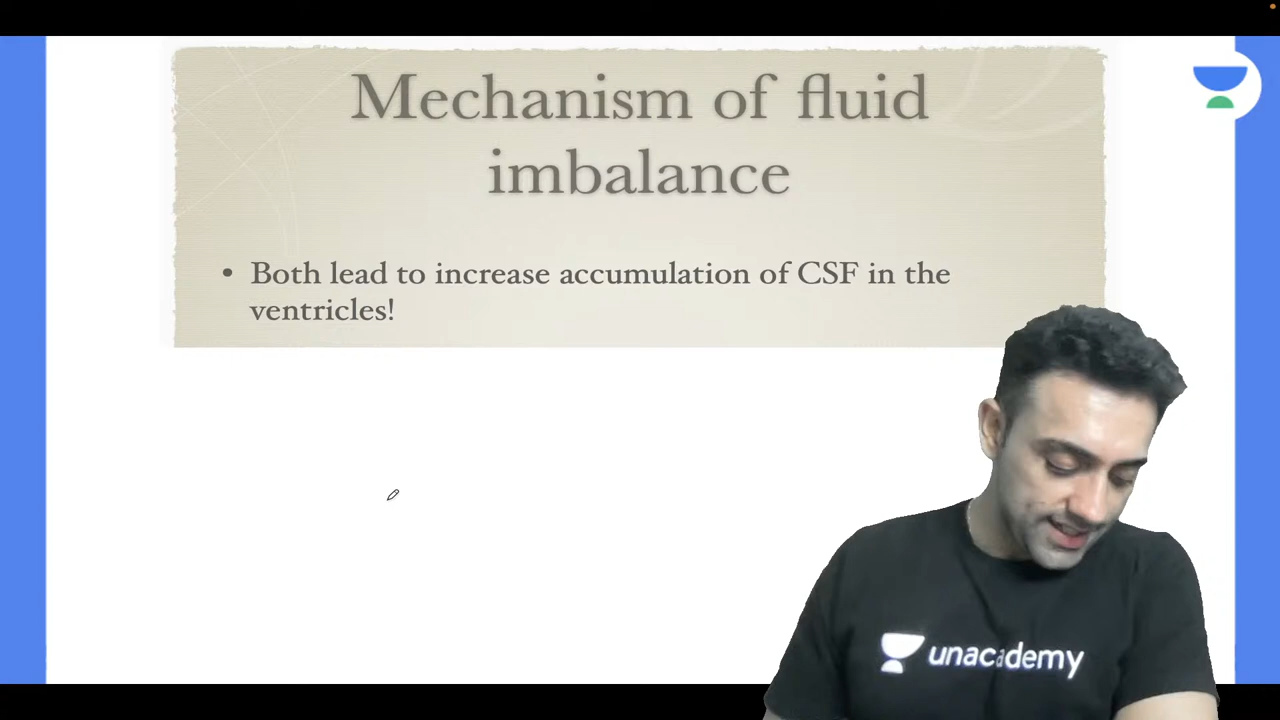 Mechanism of fluid
imbalance
• Both lead to increase accumulation of CSF in the
ventricles!
unacademy